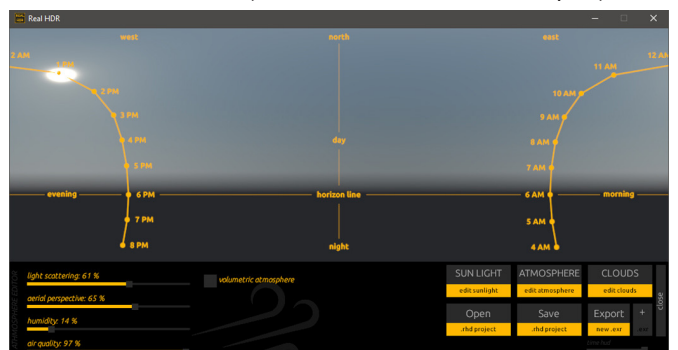 REAL HDR Real HDR
west north east
2 AM 12 AM
11 AM
2 PM 10 AM
3 PM 9 AM
4 PM day 8 AM
5 PM 7 AM
evening 6 PM horizon line 6 AM morning
7 PM 5 AM
8 PM night 4 AM
light scattering: 61 % volumetric atmosphere SUN LIGHT ATMOSPHERE CLOUDS
edit sunlight edit atmosphere edit clouds
aerial perspective: 65 % close
humidity: 14 % Open Save Export +
.rhd project .rhd project new .exr .exr
air quality: 97 % time hud